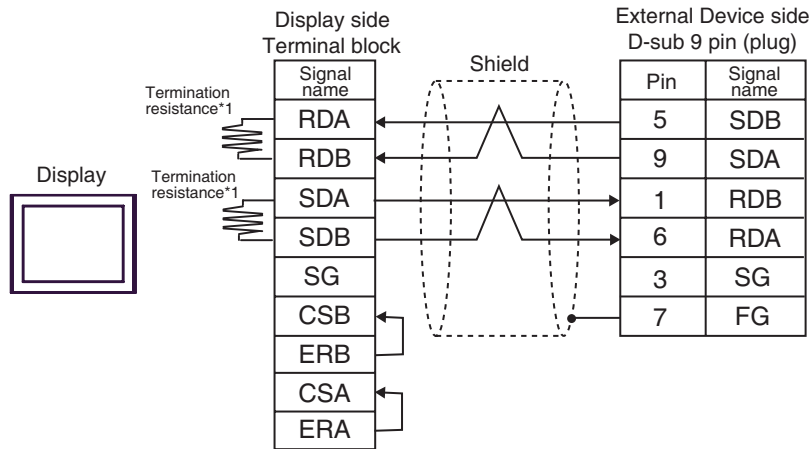 Display side
Terminal block
External Device side
D-sub 9 pin (plug)
Shield
Signal name
Pin
Signal name
Termination resistance*1
RDA
5
SDB
RDB
9
SDA
Display
Termination resistance*1
SDA
1
RDB
SDB
6
RDA
SG
3
SG
CSB
7
FG
ERB
CSA
ERA